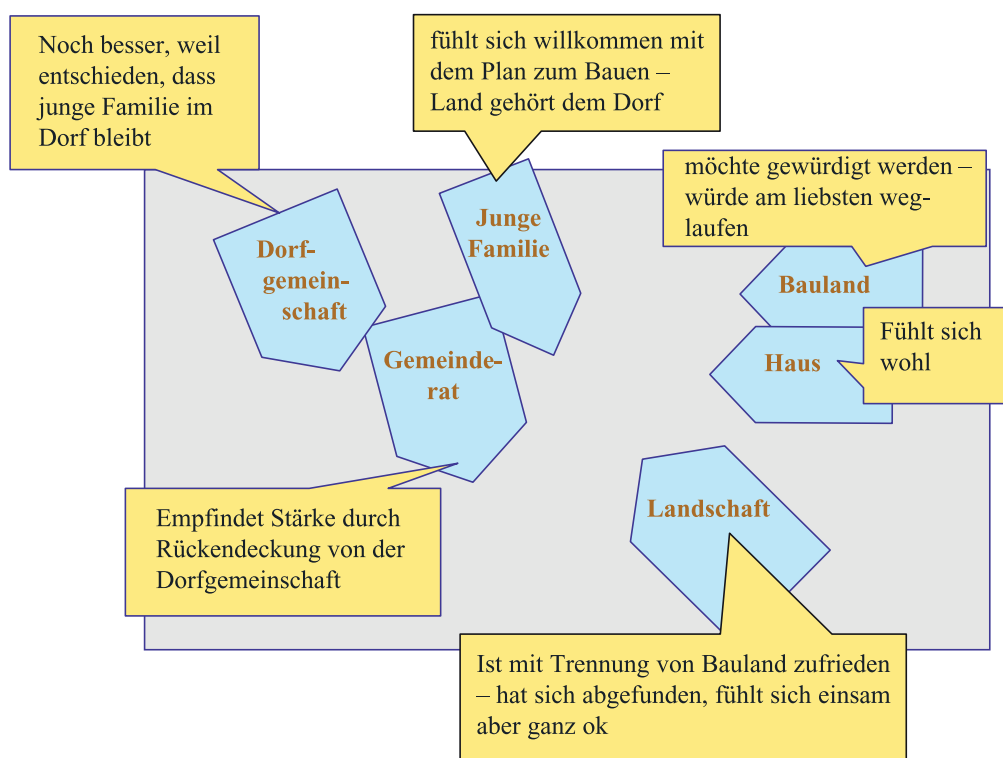 Noch besser, weil
entschieden, dass
junge Familie im
Dorf bleibt
fühlt sich willkommen mit
dem Plan zum Bauen –
Land gehört dem Dorf
möchte gewürdigt werden –
würde am liebsten weg-
laufen
Dorf-
gemein-
schaft
Junge
Familie
Bauland
Gemeinde-
rat
Haus
Fühlt sich
wohl
Landschaft
Empfindet Stärke durch
Rückendeckung von der
Dorfgemeinschaft
Ist mit Trennung von Bauland zufrieden
– hat sich abgefunden, fühlt sich einsam
aber ganz ok